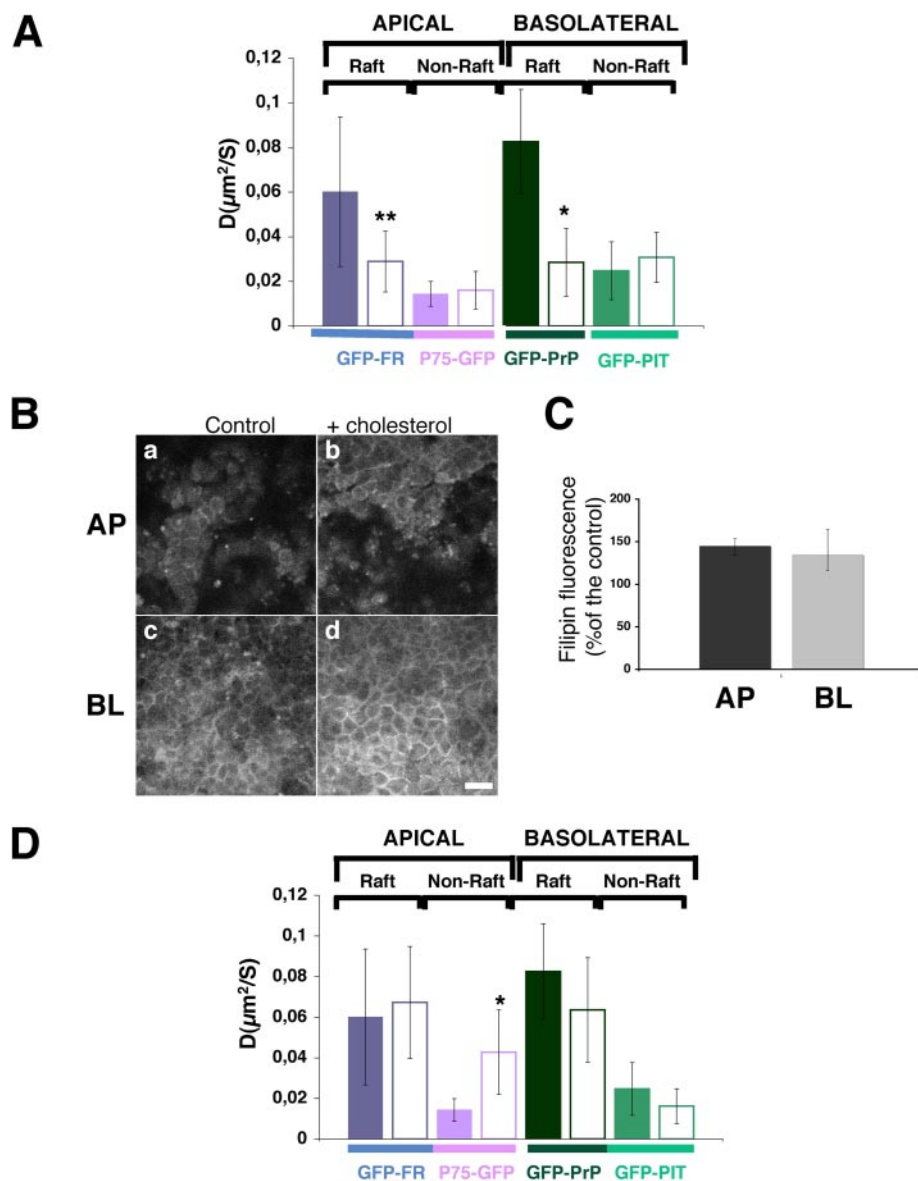 A
APICAL BASOLATERAL
Raft Non-Raft Raft Non-Raft
D(µm²/S)
0,12
0,1
0,08
0,06
0,04
0,02
0
** *
GFP-FR P75-GFP GFP-PrP GFP-PIT
B
Control + cholesterol
a b
AP
c d
BL
C
Filipin fluorescence
(%of the control)
200
150
100
50
0
AP BL
D
APICAL BASOLATERAL
Raft Non-Raft Raft Non-Raft
D(µm²/S)
0,12
0,1
0,08
0,06
0,04
0,02
0
*
GFP-FR P75-GFP GFP-PrP GFP-PIT